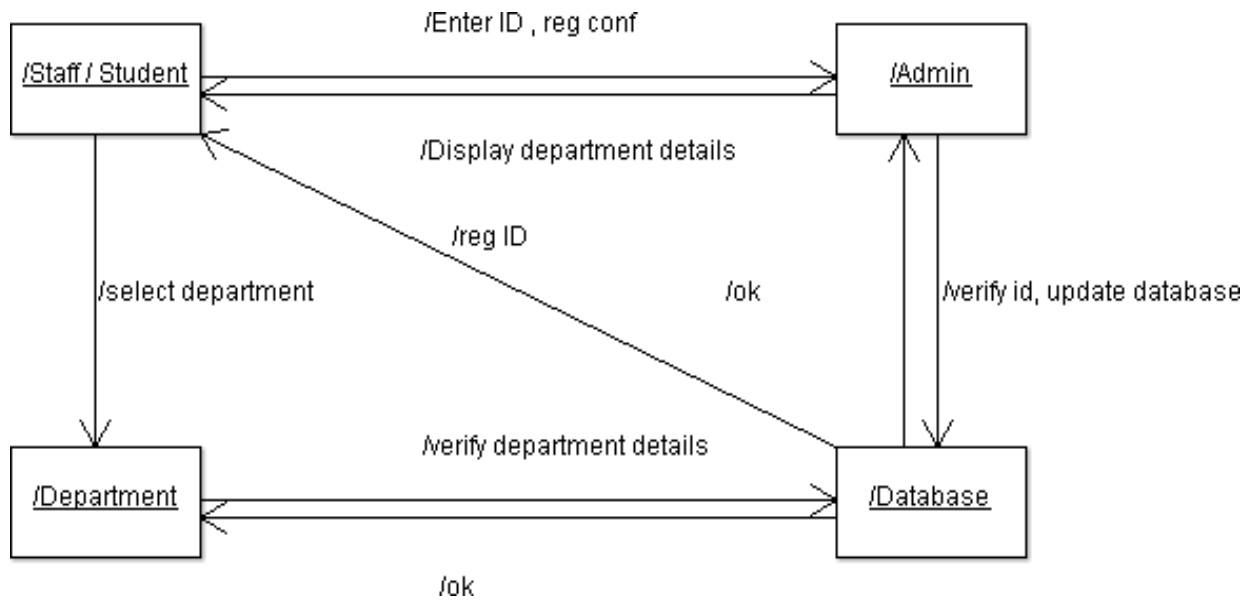 /Enter ID , reg conf
/Staff / Student
/Admin
/Display department details
/reg ID
/select department
/ok
/verify id, update database
/verify department details
/Department
/Database
/ok